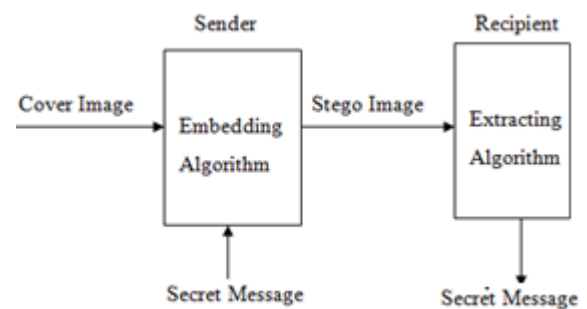 Sender
Recipient
Cover Image
Stego Image
Embedding
Algorithm
Extracting
Algorithm
Secret Message
Secret Message